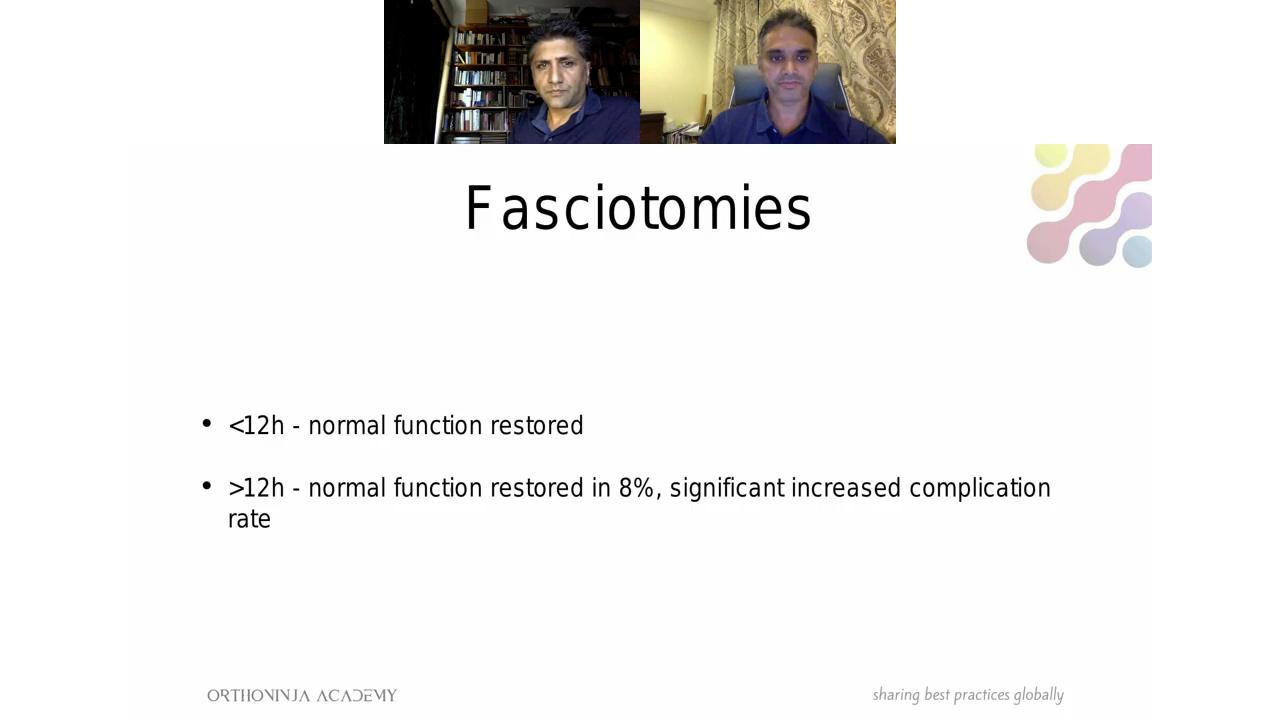 Fasciotomies
• <12h - normal function restored
• >12h - normal function restored in 8%, significant increased complication
rate
ORTHONINJA ACADEMY
sharing best practices globally